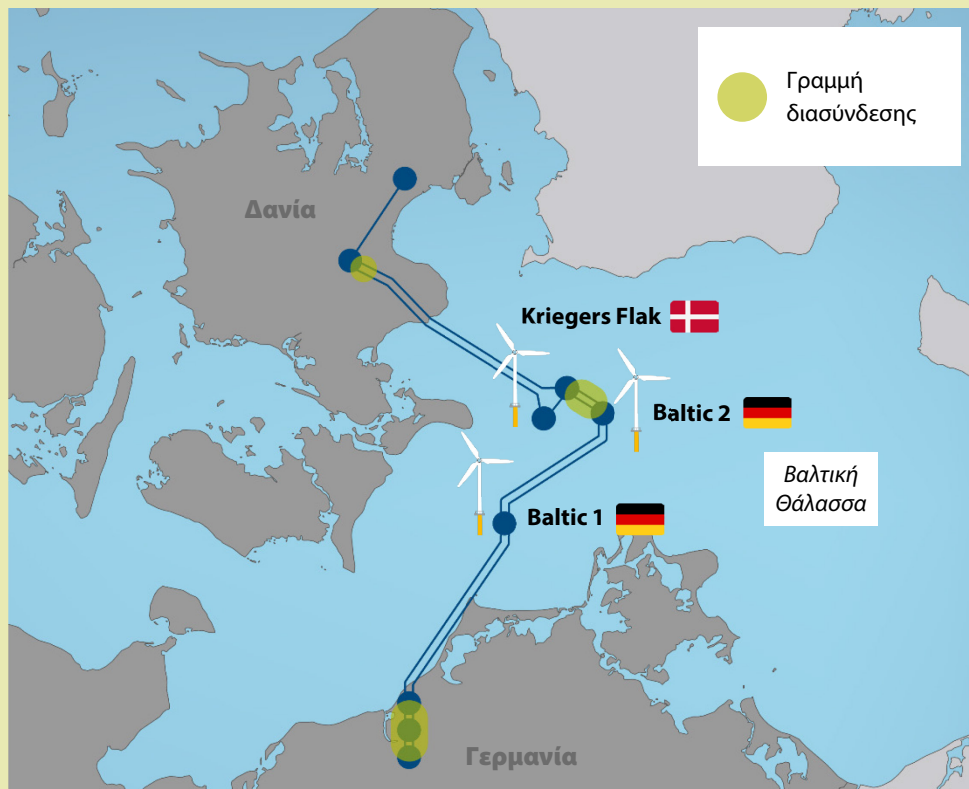 Γραμμή
διασύνδεσης
Δανία
Kriegers Flak
Baltic 2
Βαλτική
Θάλασσα
Baltic 1
Γερμανία